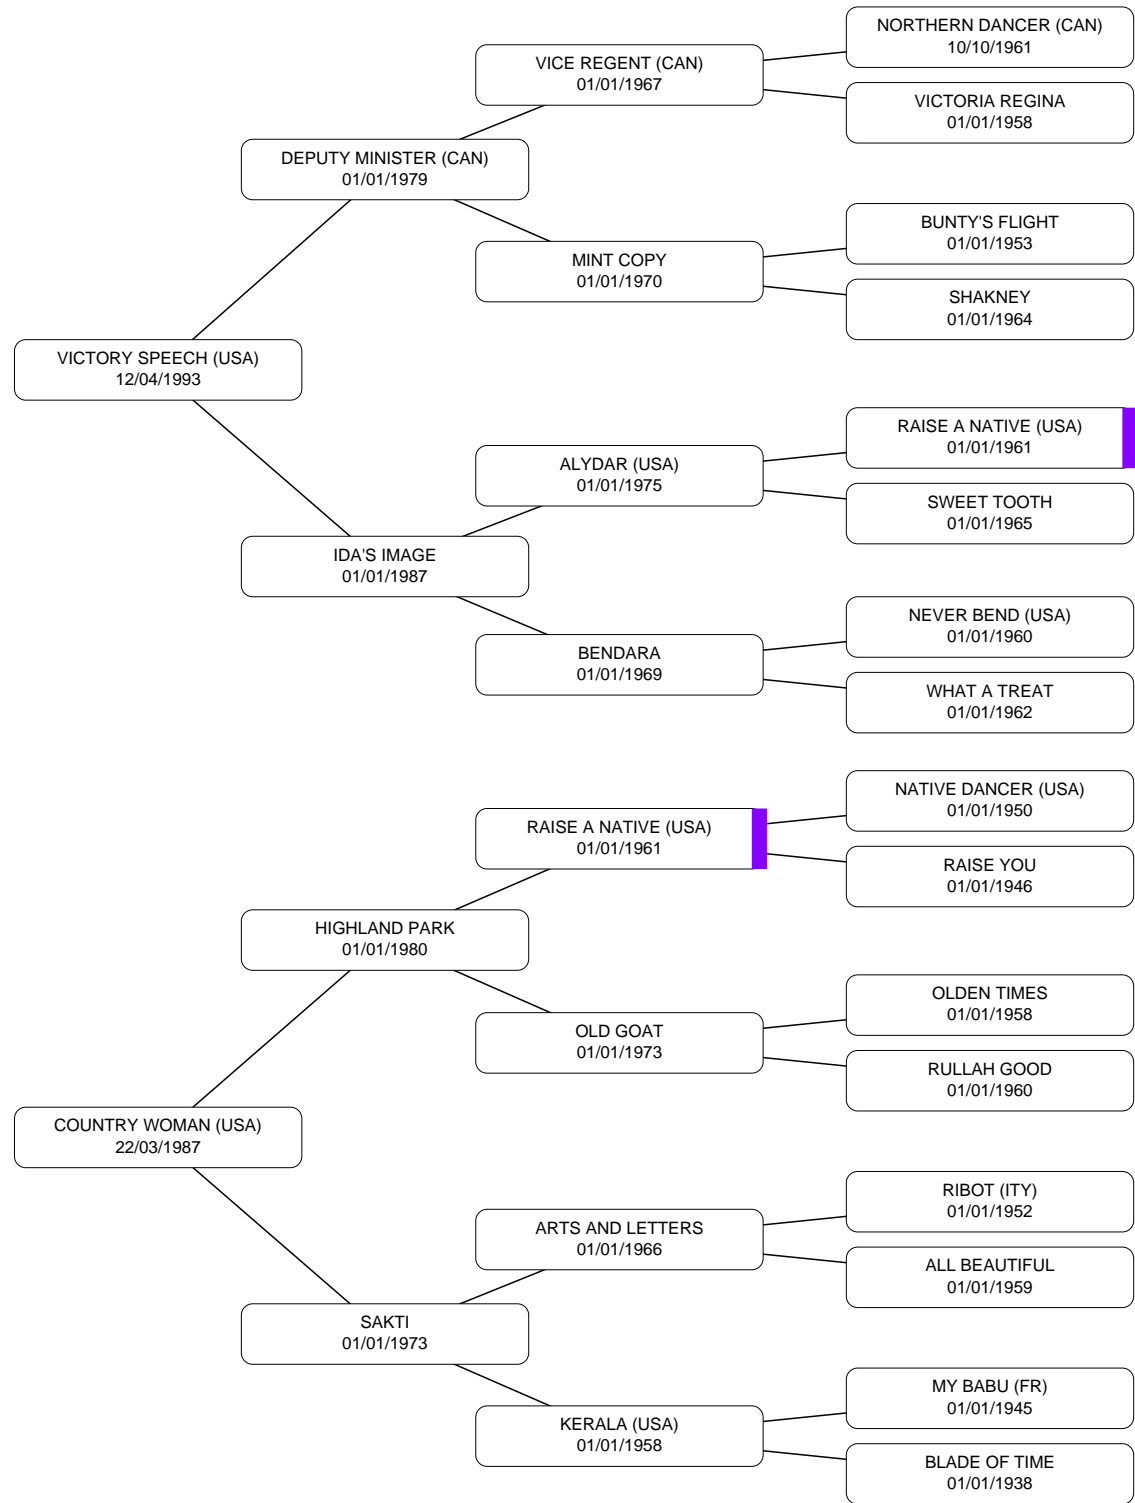 NORTHERN DANCER (CAN)
10/10/1961
VICE REGENT (CAN)
01/01/1967
VICTORIA REGINA
01/01/1958
DEPUTY MINISTER (CAN)
01/01/1979
BUNTY'S FLIGHT
01/01/1953
MINT COPY
01/01/1970
SHAKNEY
01/01/1964
VICTORY SPEECH (USA)
12/04/1993
RAISE A NATIVE (USA)
01/01/1961
ALYDAR (USA)
01/01/1975
SWEET TOOTH
01/01/1965
IDA'S IMAGE
01/01/1987
NEVER BEND (USA)
01/01/1960
BENDARA
01/01/1969
WHAT A TREAT
01/01/1962
NATIVE DANCER (USA)
01/01/1950
RAISE A NATIVE (USA)
01/01/1961
RAISE YOU
01/01/1946
HIGHLAND PARK
01/01/1980
OLDEN TIMES
01/01/1958
OLD GOAT
01/01/1973
RULLAH GOOD
01/01/1960
COUNTRY WOMAN (USA)
22/03/1987
RIBOT (ITY)
01/01/1952
ARTS AND LETTERS
01/01/1966
ALL BEAUTIFUL
01/01/1959
SAKTI
01/01/1973
MY BABU (FR)
01/01/1945
KERALA (USA)
01/01/1958
BLADE OF TIME
01/01/1938